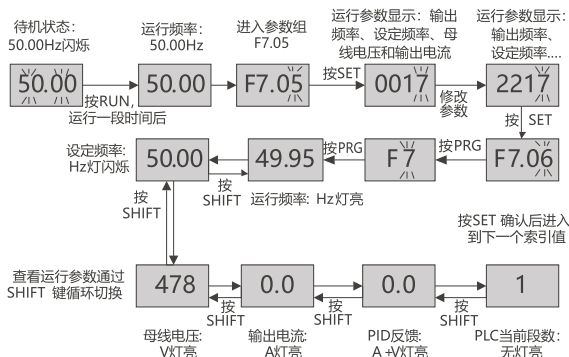 待机状态:
50.00Hz闪烁
运行频率:
50.00Hz
进入参数组
F7.05
运行参数显示：输出
频率、设定频率、母
线电压和输出电流
运行参数显示:
输出频率、
设定频率....
50.00
50.00
F7.05
0017
2217
按RUN，
运行一段时间后
按SET
修改
参数
按 SET
设定频率:
Hz灯闪烁
50.00
49.95
F7
F7.06
按PRG
按PRG
按
SHIFT
按
SHIFT
运行频率: Hz灯亮
按SET 确认后进入
到下一个索引值
查看运行参数通过
SHIFT 键循环切换
478
0.0
0.0
1
按
SHIFT
按
SHIFT
按
SHIFT
母线电压:
V灯亮
输出电流:
A灯亮
PID反馈:
A+V灯亮
PLC当前段数:
无灯亮